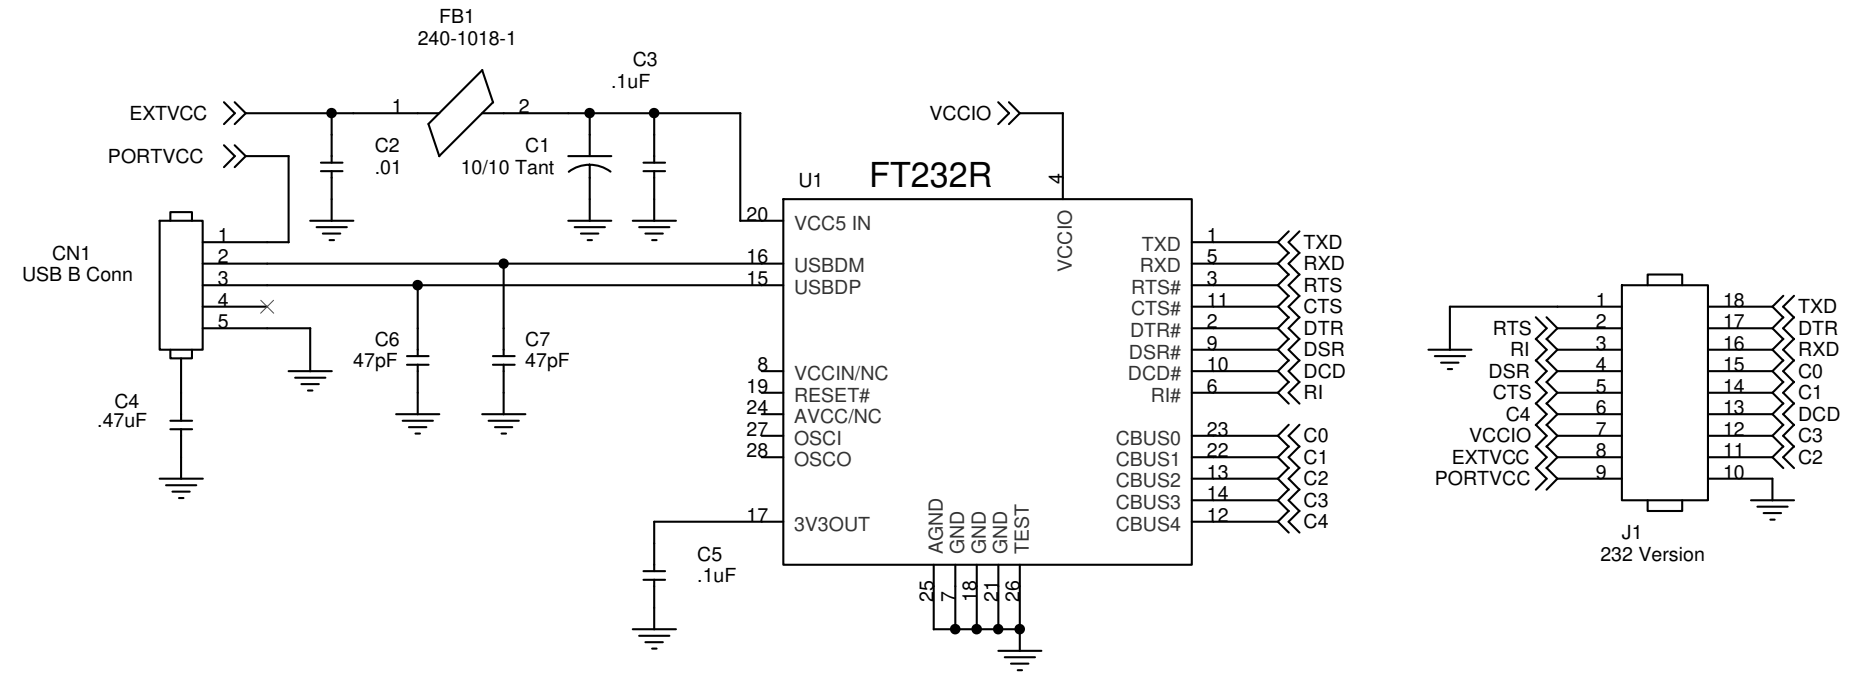 FB1
240-1018-1
C3
.1uF
EXTVCC
1
2
VCCIO
PORTVCC
C2
.01
C1
10/10 Tant
U1
FT232R
4
VCCIO
CN1
USB B Conn
1
2
3
4
5
C4
.47uF
C6
47pF
C7
47pF
20 VCC5 IN
16 USBDM
15 USBDP
8 VCCIN/NC
19 RESET#
24 AVCC/NC
27 OSCI
28 OSCO
17 3V3OUT
C5
.1uF
AGND
GND
GND
GND
TEST
25
7
18
21
26
TXD 1 TXD
RXD 5 RXD
RTS# 3 RTS
CTS# 11 CTS
DTR# 2 DTR
DSR# 9 DSR
DCD# 10 DCD
RI# 6 RI
CBUS0 23 C0
CBUS1 22 C1
CBUS2 13 C2
CBUS3 14 C3
CBUS4 12 C4
1 18 TXD
RTS 2 17 DTR
RI 3 16 RXD
DSR 4 15 C0
CTS 5 14 C1
C4 6 13 DCD
VCCIO 7 12 C3
EXTVCC 8 11 C2
PORTVCC 9 10
J1
232 Version